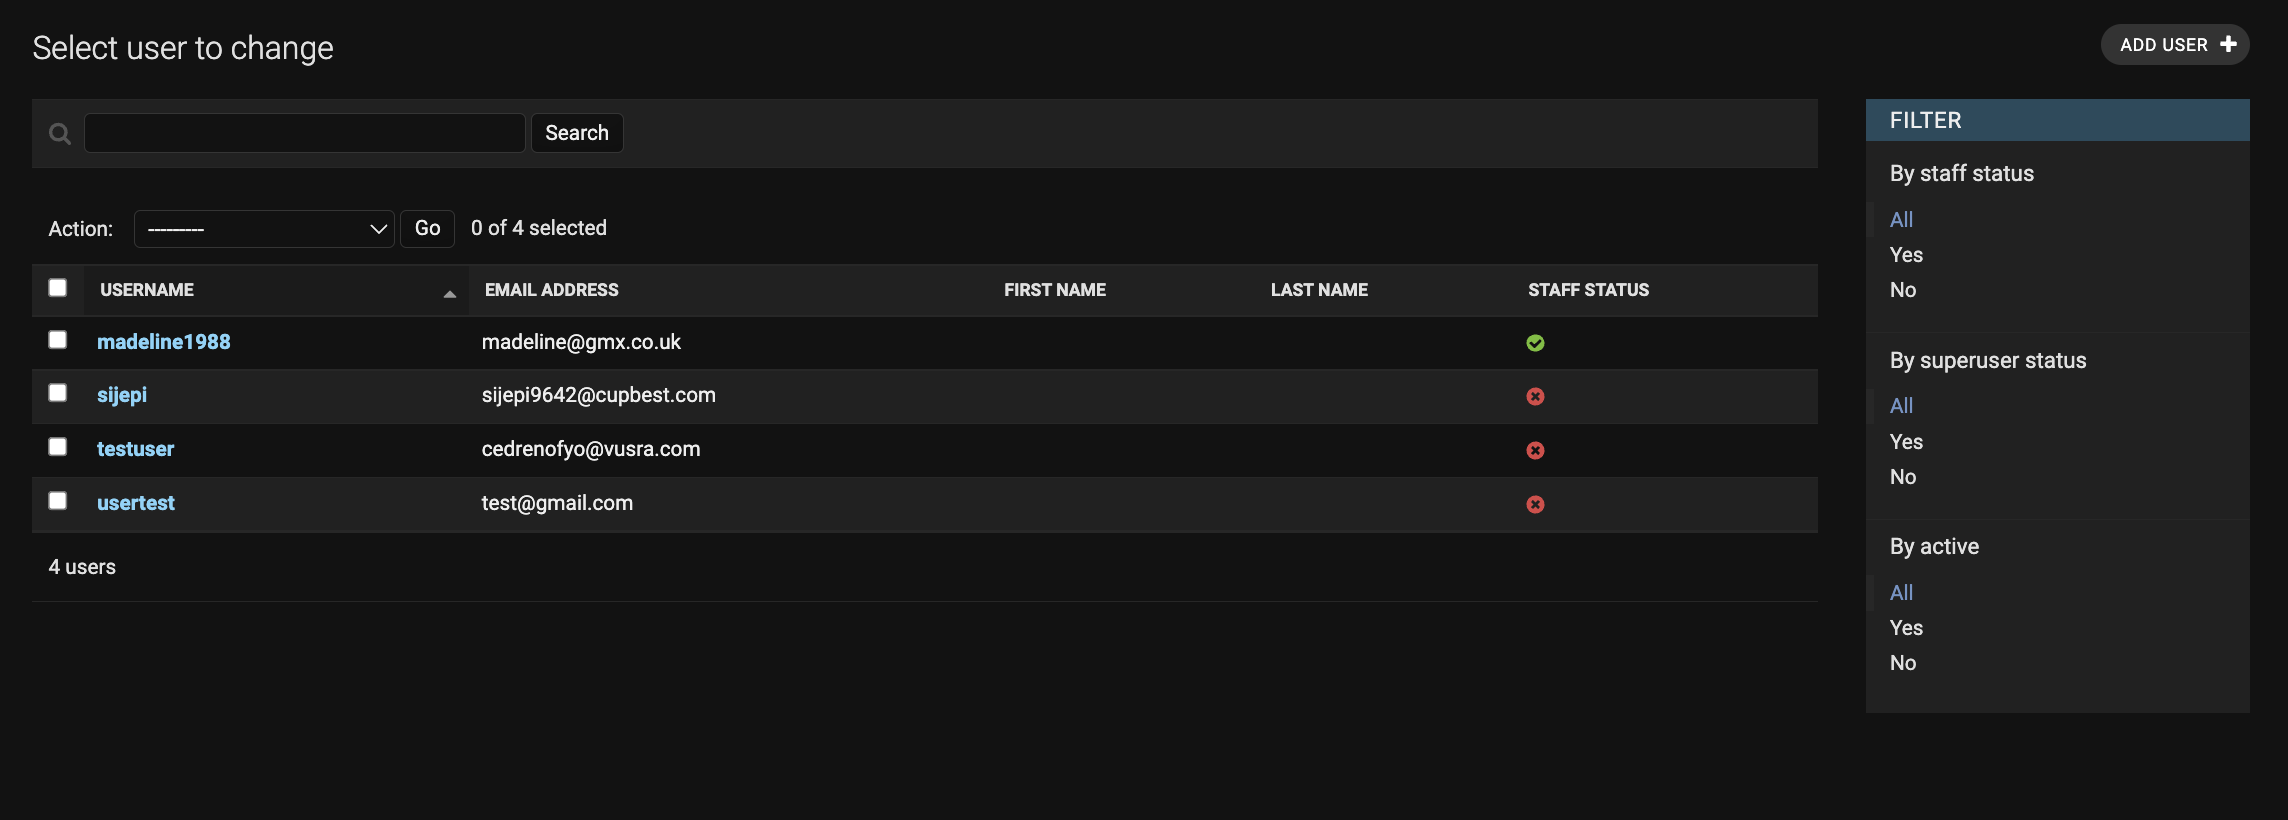 Select user to change
ADD USER
Search
Action: --------- Go 0 of 4 selected
USERNAME EMAIL ADDRESS FIRST NAME LAST NAME STAFF STATUS
madeline1988 madeline@gmx.co.uk
sijepi sijepi9642@cupbest.com
testuser cedrenofyo@vusra.com
usertest test@gmail.com
4 users
FILTER
By staff status
All
Yes
No
By superuser status
All
Yes
No
By active
All
Yes
No